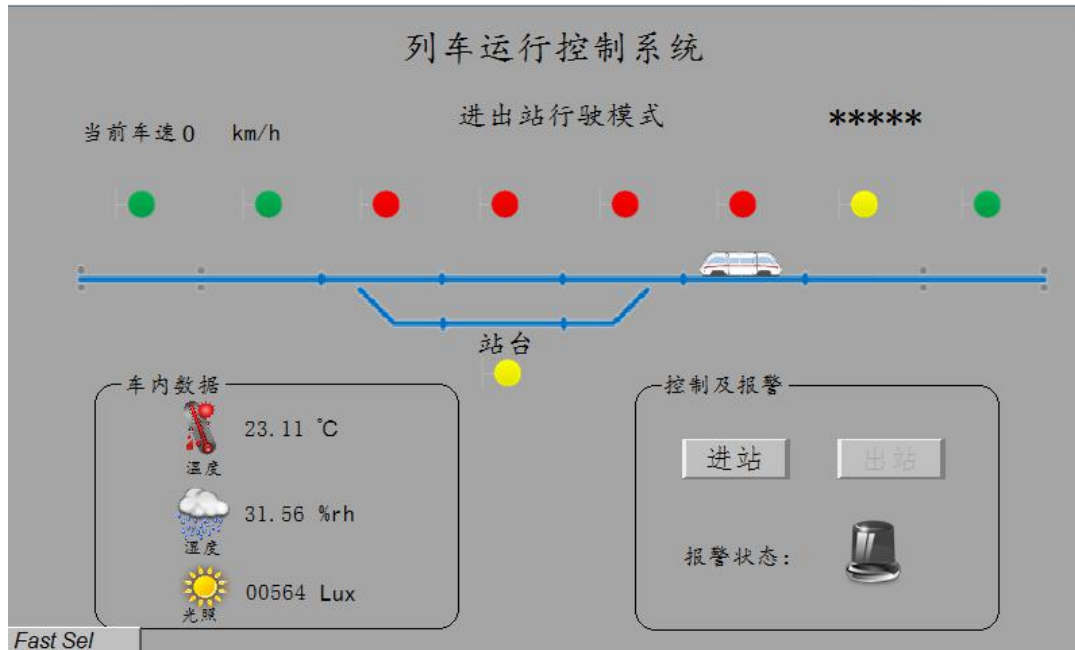 列车运行控制系统
进出站行驶模式 *****
当前车速0 km/h
站台
车内数据
23.11 ℃
温度
31.56 %rh
湿度
00564 Lux
光照
控制及报警
进站 出站
报警状态:
Fast Sel